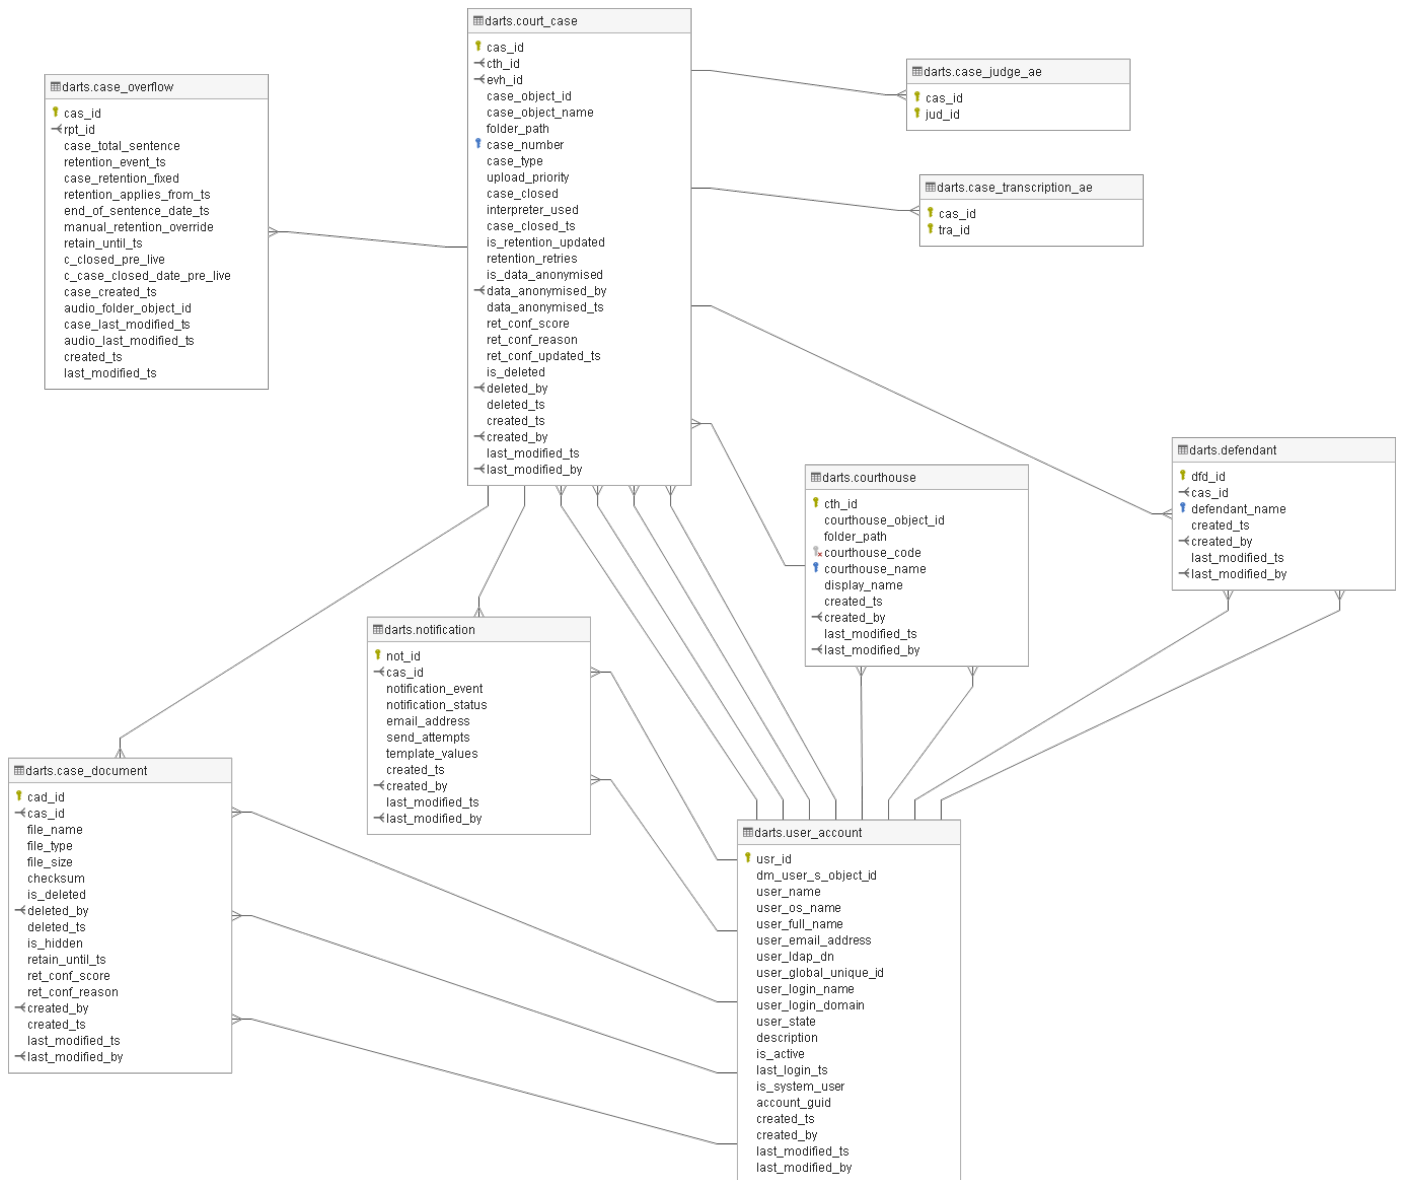 darts.court_case
cas_id
cth_id
evh_id
case_object_id
case_object_name
folder_path
case_number
case_type
upload_priority
case_closed
interpreter_used
case_closed_ts
is_retention_updated
retention_retries
is_data_anonymised
data_anonymised_by
data_anonymised_ts
ret_conf_score
ret_conf_reason
ret_conf_updated_ts
is_deleted
deleted_by
deleted_ts
created_ts
created_by
last_modified_ts
last_modified_by
darts.case_judge_ae
cas_id
jud_id
darts.case_overflow
cas_id
rpt_id
case_total_sentence
retention_event_ts
case_retention_fixed
retention_applies_from_ts
end_of_sentence_date_ts
manual_retention_override
retain_until_ts
c_closed_pre_live
c_case_closed_date_pre_live
case_created_ts
audio_folder_object_id
case_last_modified_ts
audio_last_modified_ts
created_ts
last_modified_ts
darts.case_transcription_ae
cas_id
tra_id
darts.defendant
dfd_id
cas_id
defendant_name
created_ts
created_by
last_modified_ts
last_modified_by
darts.courthouse
cth_id
courthouse_object_id
folder_path
courthouse_code
courthouse_name
display_name
created_ts
created_by
last_modified_ts
last_modified_by
darts.notification
not_id
cas_id
notification_event
notification_status
email_address
send_attempts
template_values
created_ts
created_by
last_modified_ts
last_modified_by
darts.case_document
cad_id
cas_id
file_name
file_type
file_size
checksum
is_deleted
deleted_by
deleted_ts
is_hidden
retain_until_ts
ret_conf_score
ret_conf_reason
created_by
created_ts
last_modified_ts
last_modified_by
darts.user_account
usr_id
dm_user_s_object_id
user_name
user_os_name
user_full_name
user_email_address
user_ldap_dn
user_global_unique_id
user_login_name
user_login_domain
user_state
description
is_active
last_login_ts
is_system_user
account_guid
created_ts
created_by
last_modified_ts
last_modified_by